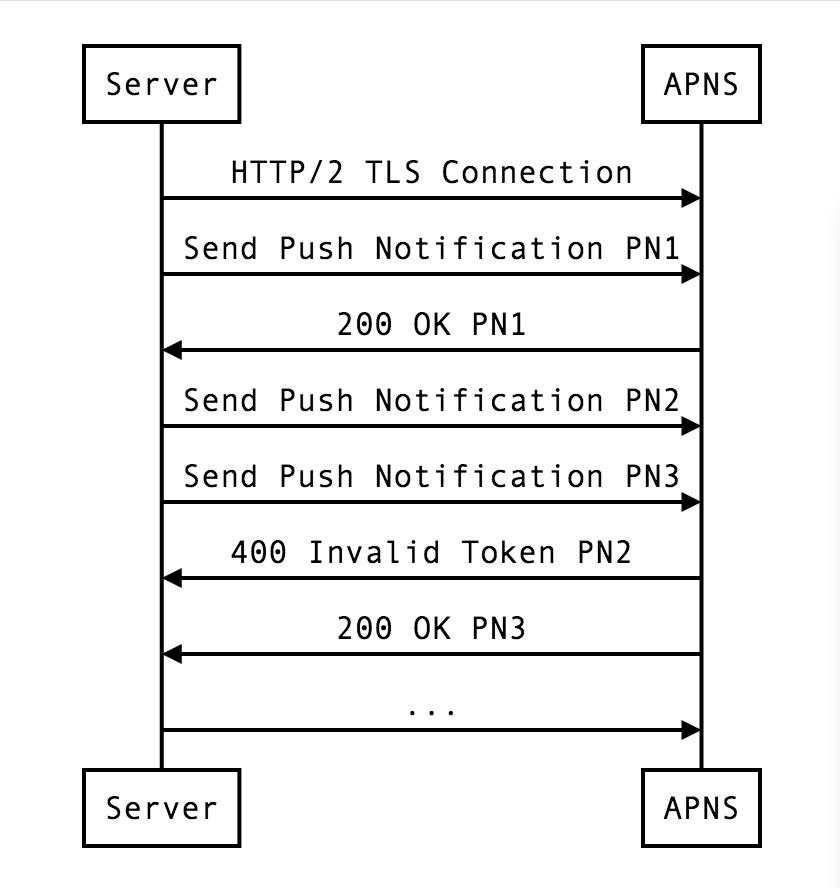 Server
APNS
HTTP/2 TLS Connection
Send Push Notification PN1
200 OK PN1
Send Push Notification PN2
Send Push Notification PN3
400 Invalid Token PN2
200 OK PN3
...
Server
APNS